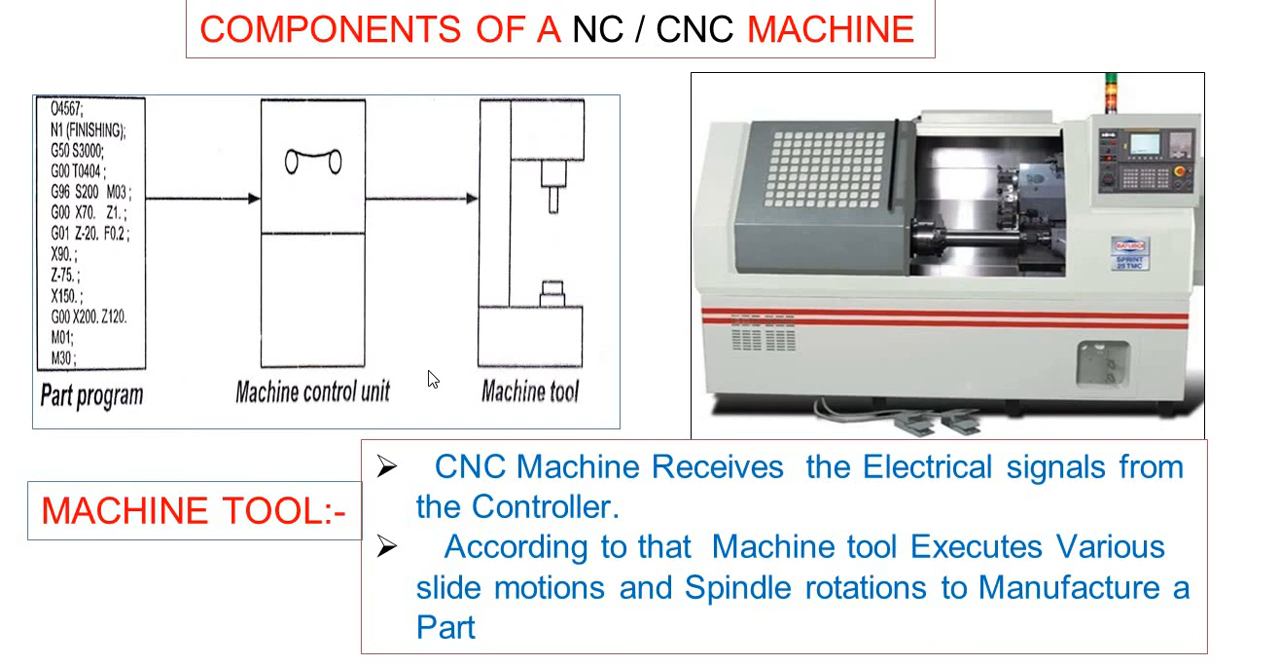 COMPONENTS OF A NC / CNC MACHINE
O4567;
N1 (FINISHING);
G50 S3000;
G00 T0404 ;
G96 S200 M03 ;
G00 X70. Z1. ;
G01 Z-20. F0.2 ;
X90. ;
Z-75. ;
X150. ;
G00 X200. Z120.
M01;
M30 ;
Part program
Machine control unit
Machine tool
SPRINT
MACHINE TOOL:-
➢ CNC Machine Receives the Electrical signals from
the Controller.
➢ According to that Machine tool Executes Various
slide motions and Spindle rotations to Manufacture a
Part